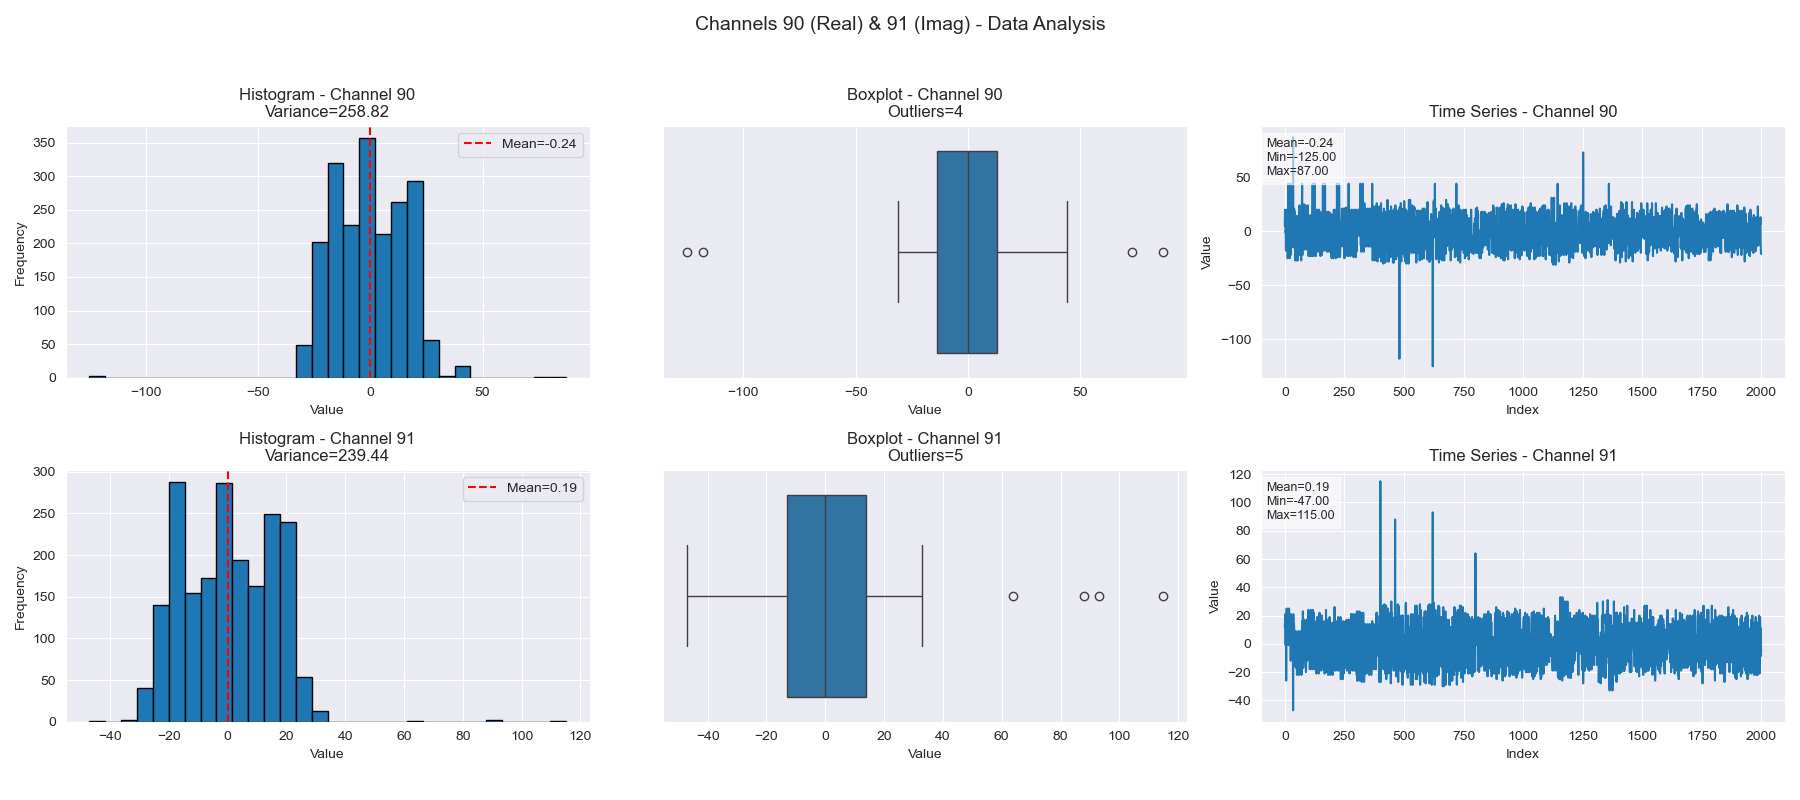 Channels 90 (Real) & 91 (Imag) - Data Analysis
Histogram - Channel 90
Variance=258.82
Mean=-0.24
Frequency
350
300
250
200
150
100
50
0
−100 −50 0 50
Value
Boxplot - Channel 90
Outliers=4
−100 −50 0 50
Value
Time Series - Channel 90
Mean=-0.24
Min=-125.00
Max=87.00
Value
50
0
−50
−100
0 250 500 750 1000 1250 1500 1750 2000
Index
Histogram - Channel 91
Variance=239.44
Mean=0.19
Frequency
300
250
200
150
100
50
0
−40 −20 0 20 40 60 80 100 120
Value
Boxplot - Channel 91
Outliers=5
−40 −20 0 20 40 60 80 100 120
Value
Time Series - Channel 91
Mean=0.19
Min=-47.00
Max=115.00
Value
120
100
80
60
40
20
0
−20
−40
0 250 500 750 1000 1250 1500 1750 2000
Index